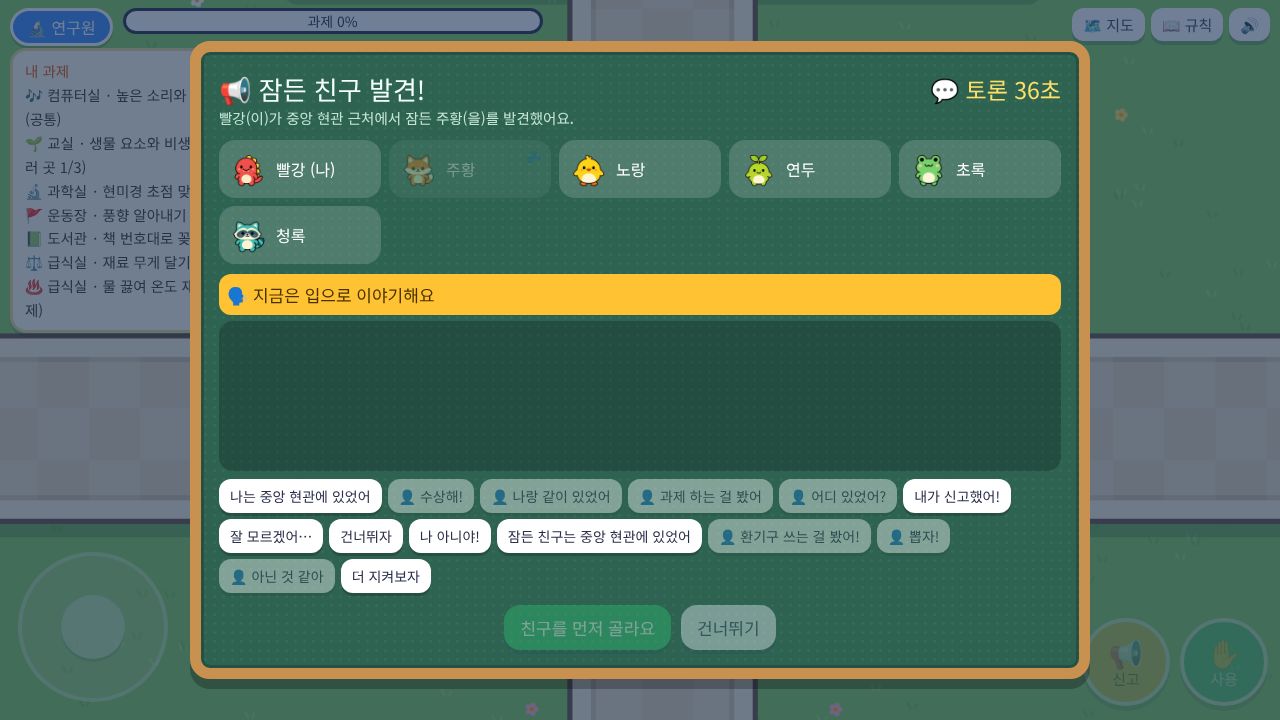 🔬 연구원
과제 0%
🗺️ 지도
📖 규칙
🔊
내 과제
🎶 컴퓨터실 · 높은 소리와
(공통)
🌱 교실 · 생물 요소와 비생
러 곳 1/3)
🔬 과학실 · 현미경 초점 맞
🚩 운동장 · 풍향 알아내기
📗 도서관 · 책 번호대로 꽂
⚖️ 급식실 · 재료 무게 달기
♨️ 급식실 · 물 끓여 온도 재
제)
📢 잠든 친구 발견!
💬 토론 36초
빨강(이)가 중앙 현관 근처에서 잠든 주황(을)를 발견했어요.
빨강 (나)
주황
노랑
연두
초록
청록
🗣️ 지금은 입으로 이야기해요
나는 중앙 현관에 있었어
👤 수상해!
👤 나랑 같이 있었어
👤 과제 하는 걸 봤어
👤 어디 있었어?
내가 신고했어!
잘 모르겠어…
건너뛰자
나 아니야!
잠든 친구는 중앙 현관에 있었어
👤 환기구 쓰는 걸 봤어!
👤 뽑자!
👤 아닌 것 같아
더 지켜보자
친구를 먼저 골라요
건너뛰기
📢 신고
✋ 사용